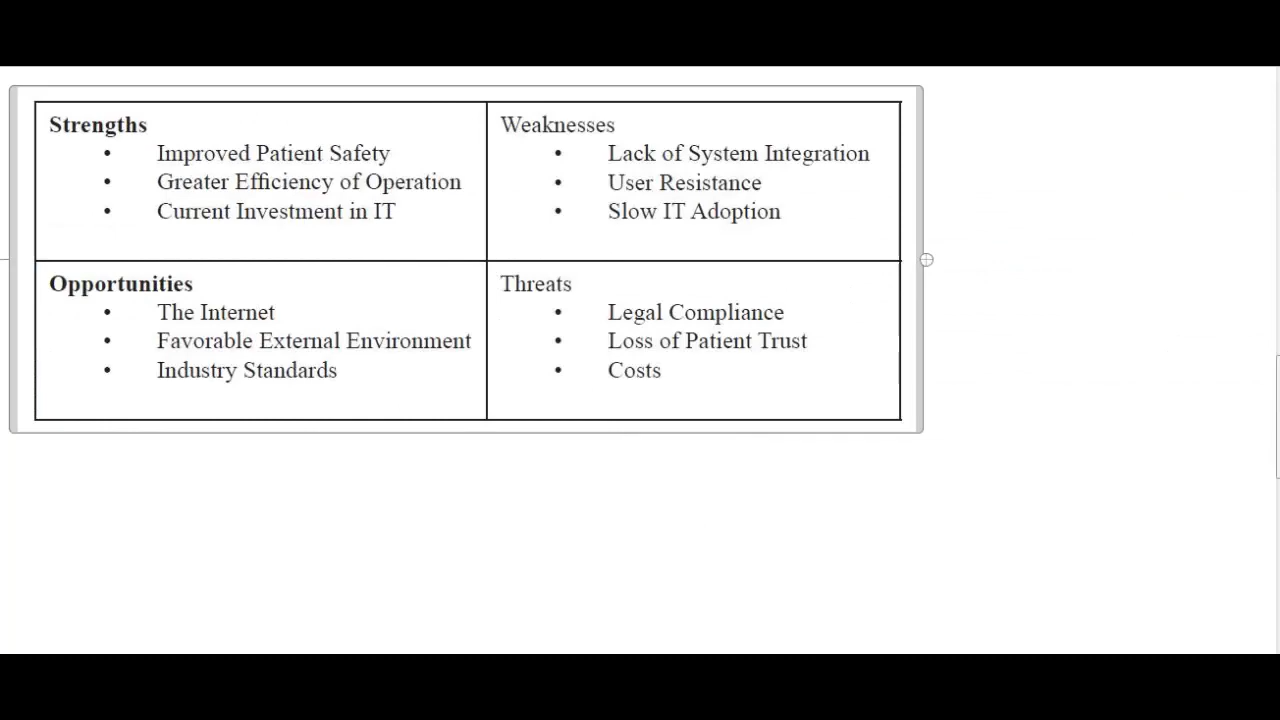 Strengths
• Improved Patient Safety
• Greater Efficiency of Operation
• Current Investment in IT
Weaknesses
• Lack of System Integration
• User Resistance
• Slow IT Adoption
Opportunities
• The Internet
• Favorable External Environment
• Industry Standards
Threats
• Legal Compliance
• Loss of Patient Trust
• Costs